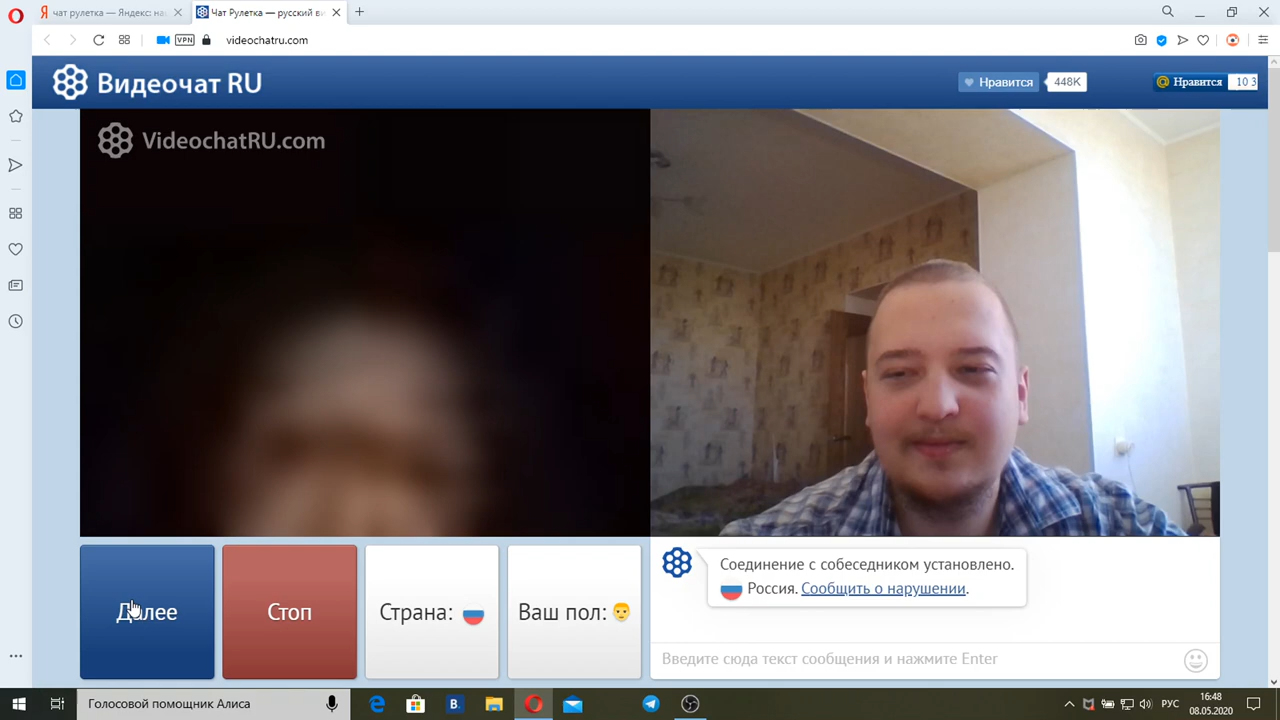 чат рулетка — Яндекс: на
Чат Рулетка — русский ви
VPN
videochatru.com
Видеочат RU
Нравится
448K
Нравится
10 3
VideochatRU.com
Далее
Стоп
Страна:
Ваш пол:
Соединение с собеседником установлено.
Россия. Сообщить о нарушении.
Введите сюда текст сообщения и нажмите Enter
Голосовой помощник Алиса
РУС
16:48
08.05.2020